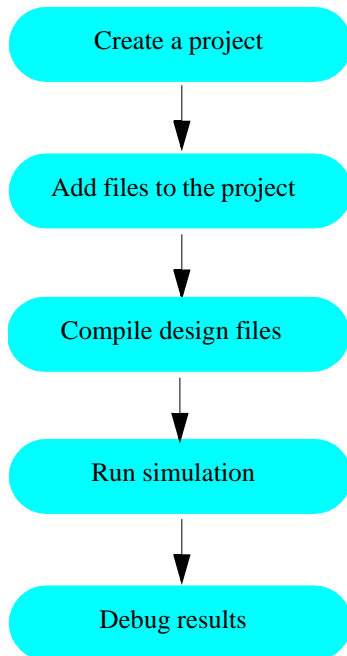 Create a project
Add files to the project
Compile design files
Run simulation
Debug results